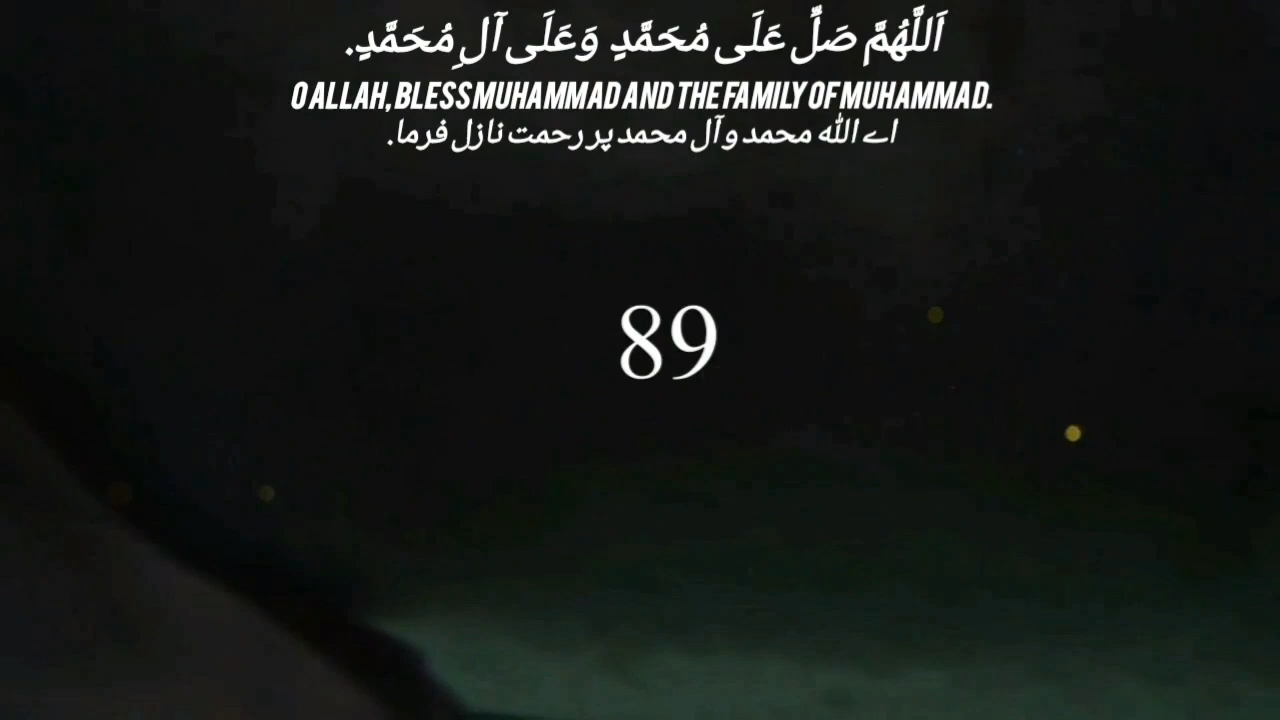 اَللَّهُمَّ صَلِّ عَلَى مُحَمَّدٍ وَعَلَى آلِ مُحَمَّدٍ.
O ALLAH, BLESS MUHAMMAD AND THE FAMILY OF MUHAMMAD.
اے اللہ محمد و آل محمد پر رحمت نازل فرما.
89